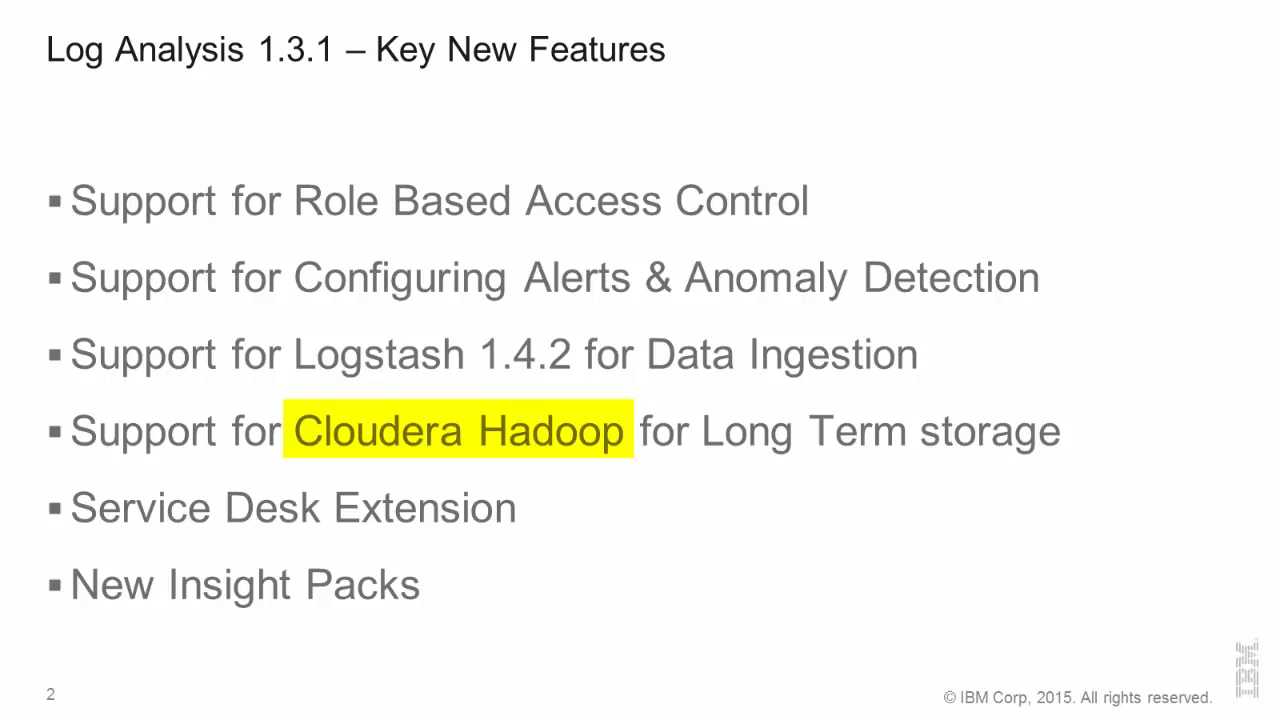 Log Analysis 1.3.1 – Key New Features
▪ Support for Role Based Access Control
▪ Support for Configuring Alerts & Anomaly Detection
▪ Support for Logstash 1.4.2 for Data Ingestion
▪ Support for Cloudera Hadoop for Long Term storage
▪ Service Desk Extension
▪ New Insight Packs
2
© IBM Corp, 2015. All rights reserved.
IBM